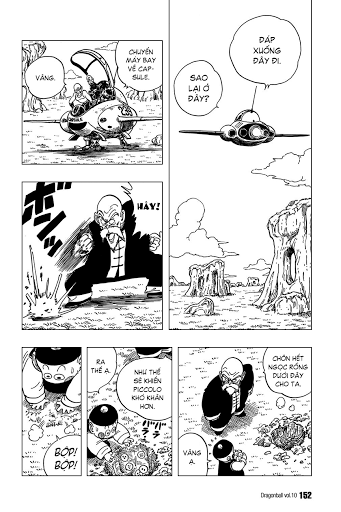 ĐÁP
XUỐNG
ĐÂY ĐI.
SAO
LẠI Ở
ĐÂY?
CHUYỂN
MÁY BAY
VỀ CAP-
SULE.
VÂNG.
HÂY!
CHÔN HẾT
NGỌC RỒNG
DƯỚI ĐÂY
CHO TA.
VÂNG
Ạ.
NHƯ THẾ
SẼ KHIẾN
PICCOLO
KHÓ KHĂN
HƠN.
RA
THẾ Ạ.
BỘP!
BỘP!
Dragonball vol.10 152